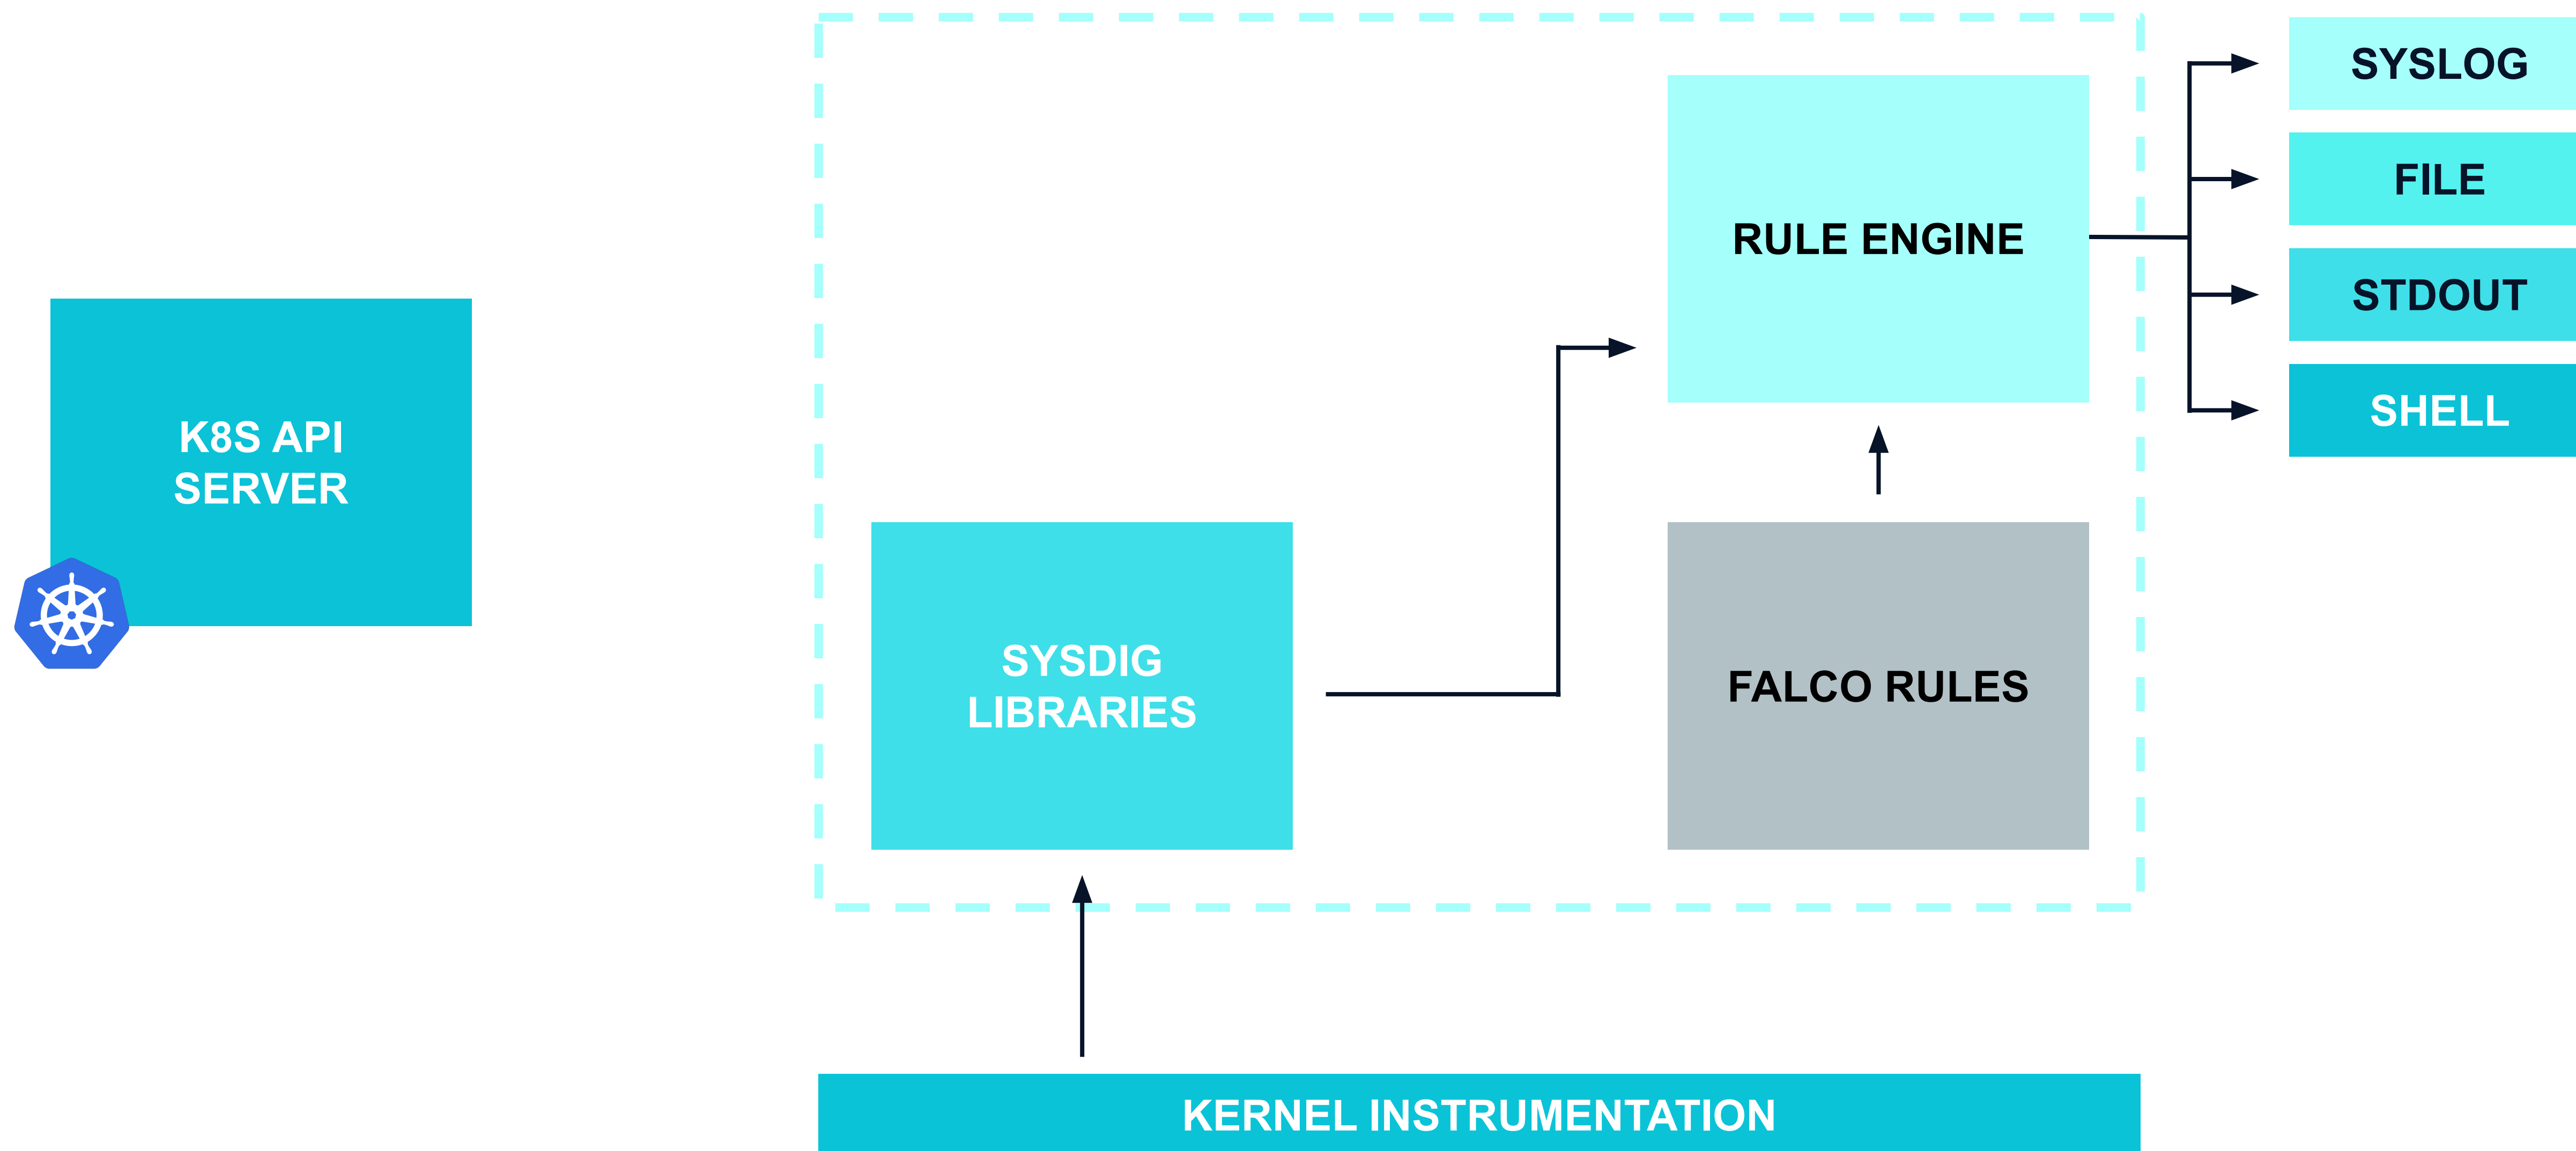 K8S API
SERVER
SYSDIG
LIBRARIES
RULE ENGINE
FALCO RULES
SYSLOG
FILE
STDOUT
SHELL
KERNEL INSTRUMENTATION